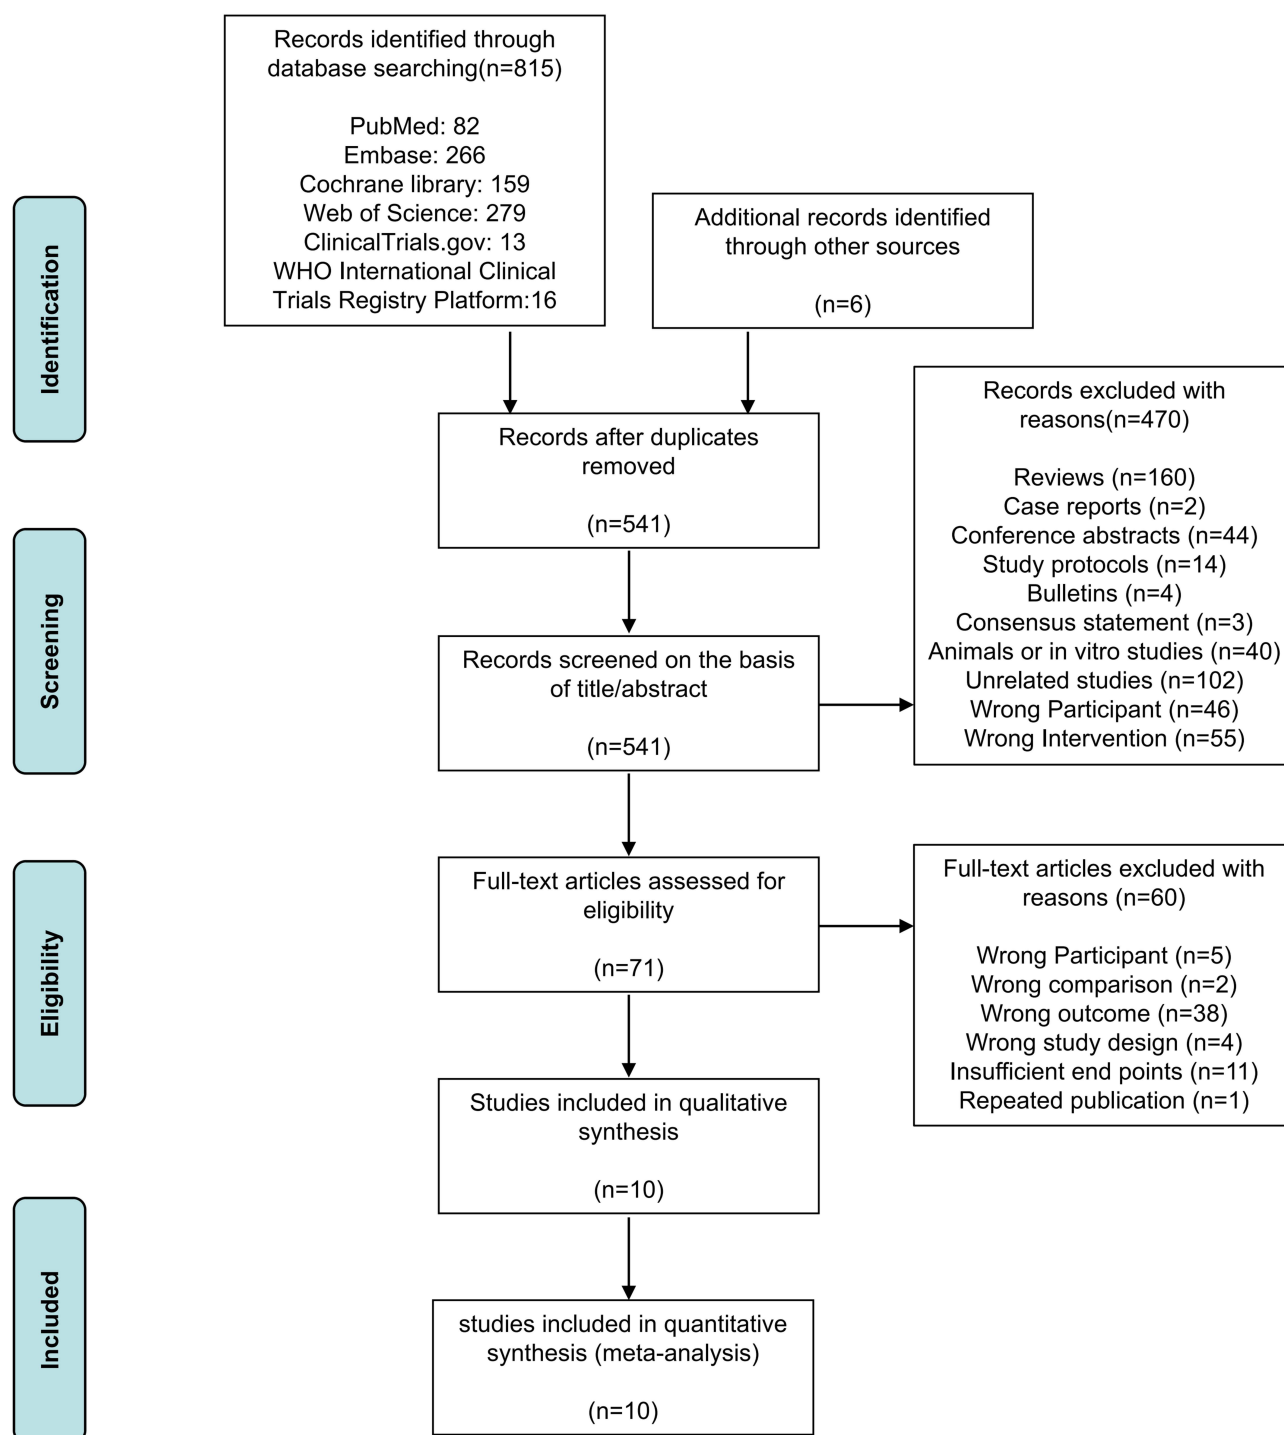 Records identified through
database searching(n=815)
PubMed: 82
Embase: 266
Cochrane library: 159
Web of Science: 279
ClinicalTrials.gov: 13
WHO International Clinical
Trials Registry Platform:16
Additional records identified
through other sources
(n=6)
Identification
Records after duplicates
removed
(n=541)
Records excluded with
reasons(n=470)
Reviews (n=160)
Case reports (n=2)
Conference abstracts (n=44)
Study protocols (n=14)
Bulletins (n=4)
Consensus statement (n=3)
Animals or in vitro studies (n=40)
Unrelated studies (n=102)
Wrong Participant (n=46)
Wrong Intervention (n=55)
Screening
Records screened on the basis
of title/abstract
(n=541)
Full-text articles assessed for
eligibility
(n=71)
Full-text articles excluded with
reasons (n=60)
Wrong Participant (n=5)
Wrong comparison (n=2)
Wrong outcome (n=38)
Wrong study design (n=4)
Insufficient end points (n=11)
Repeated publication (n=1)
Eligibility
Studies included in qualitative
synthesis
(n=10)
Included
studies included in quantitative
synthesis (meta-analysis)
(n=10)